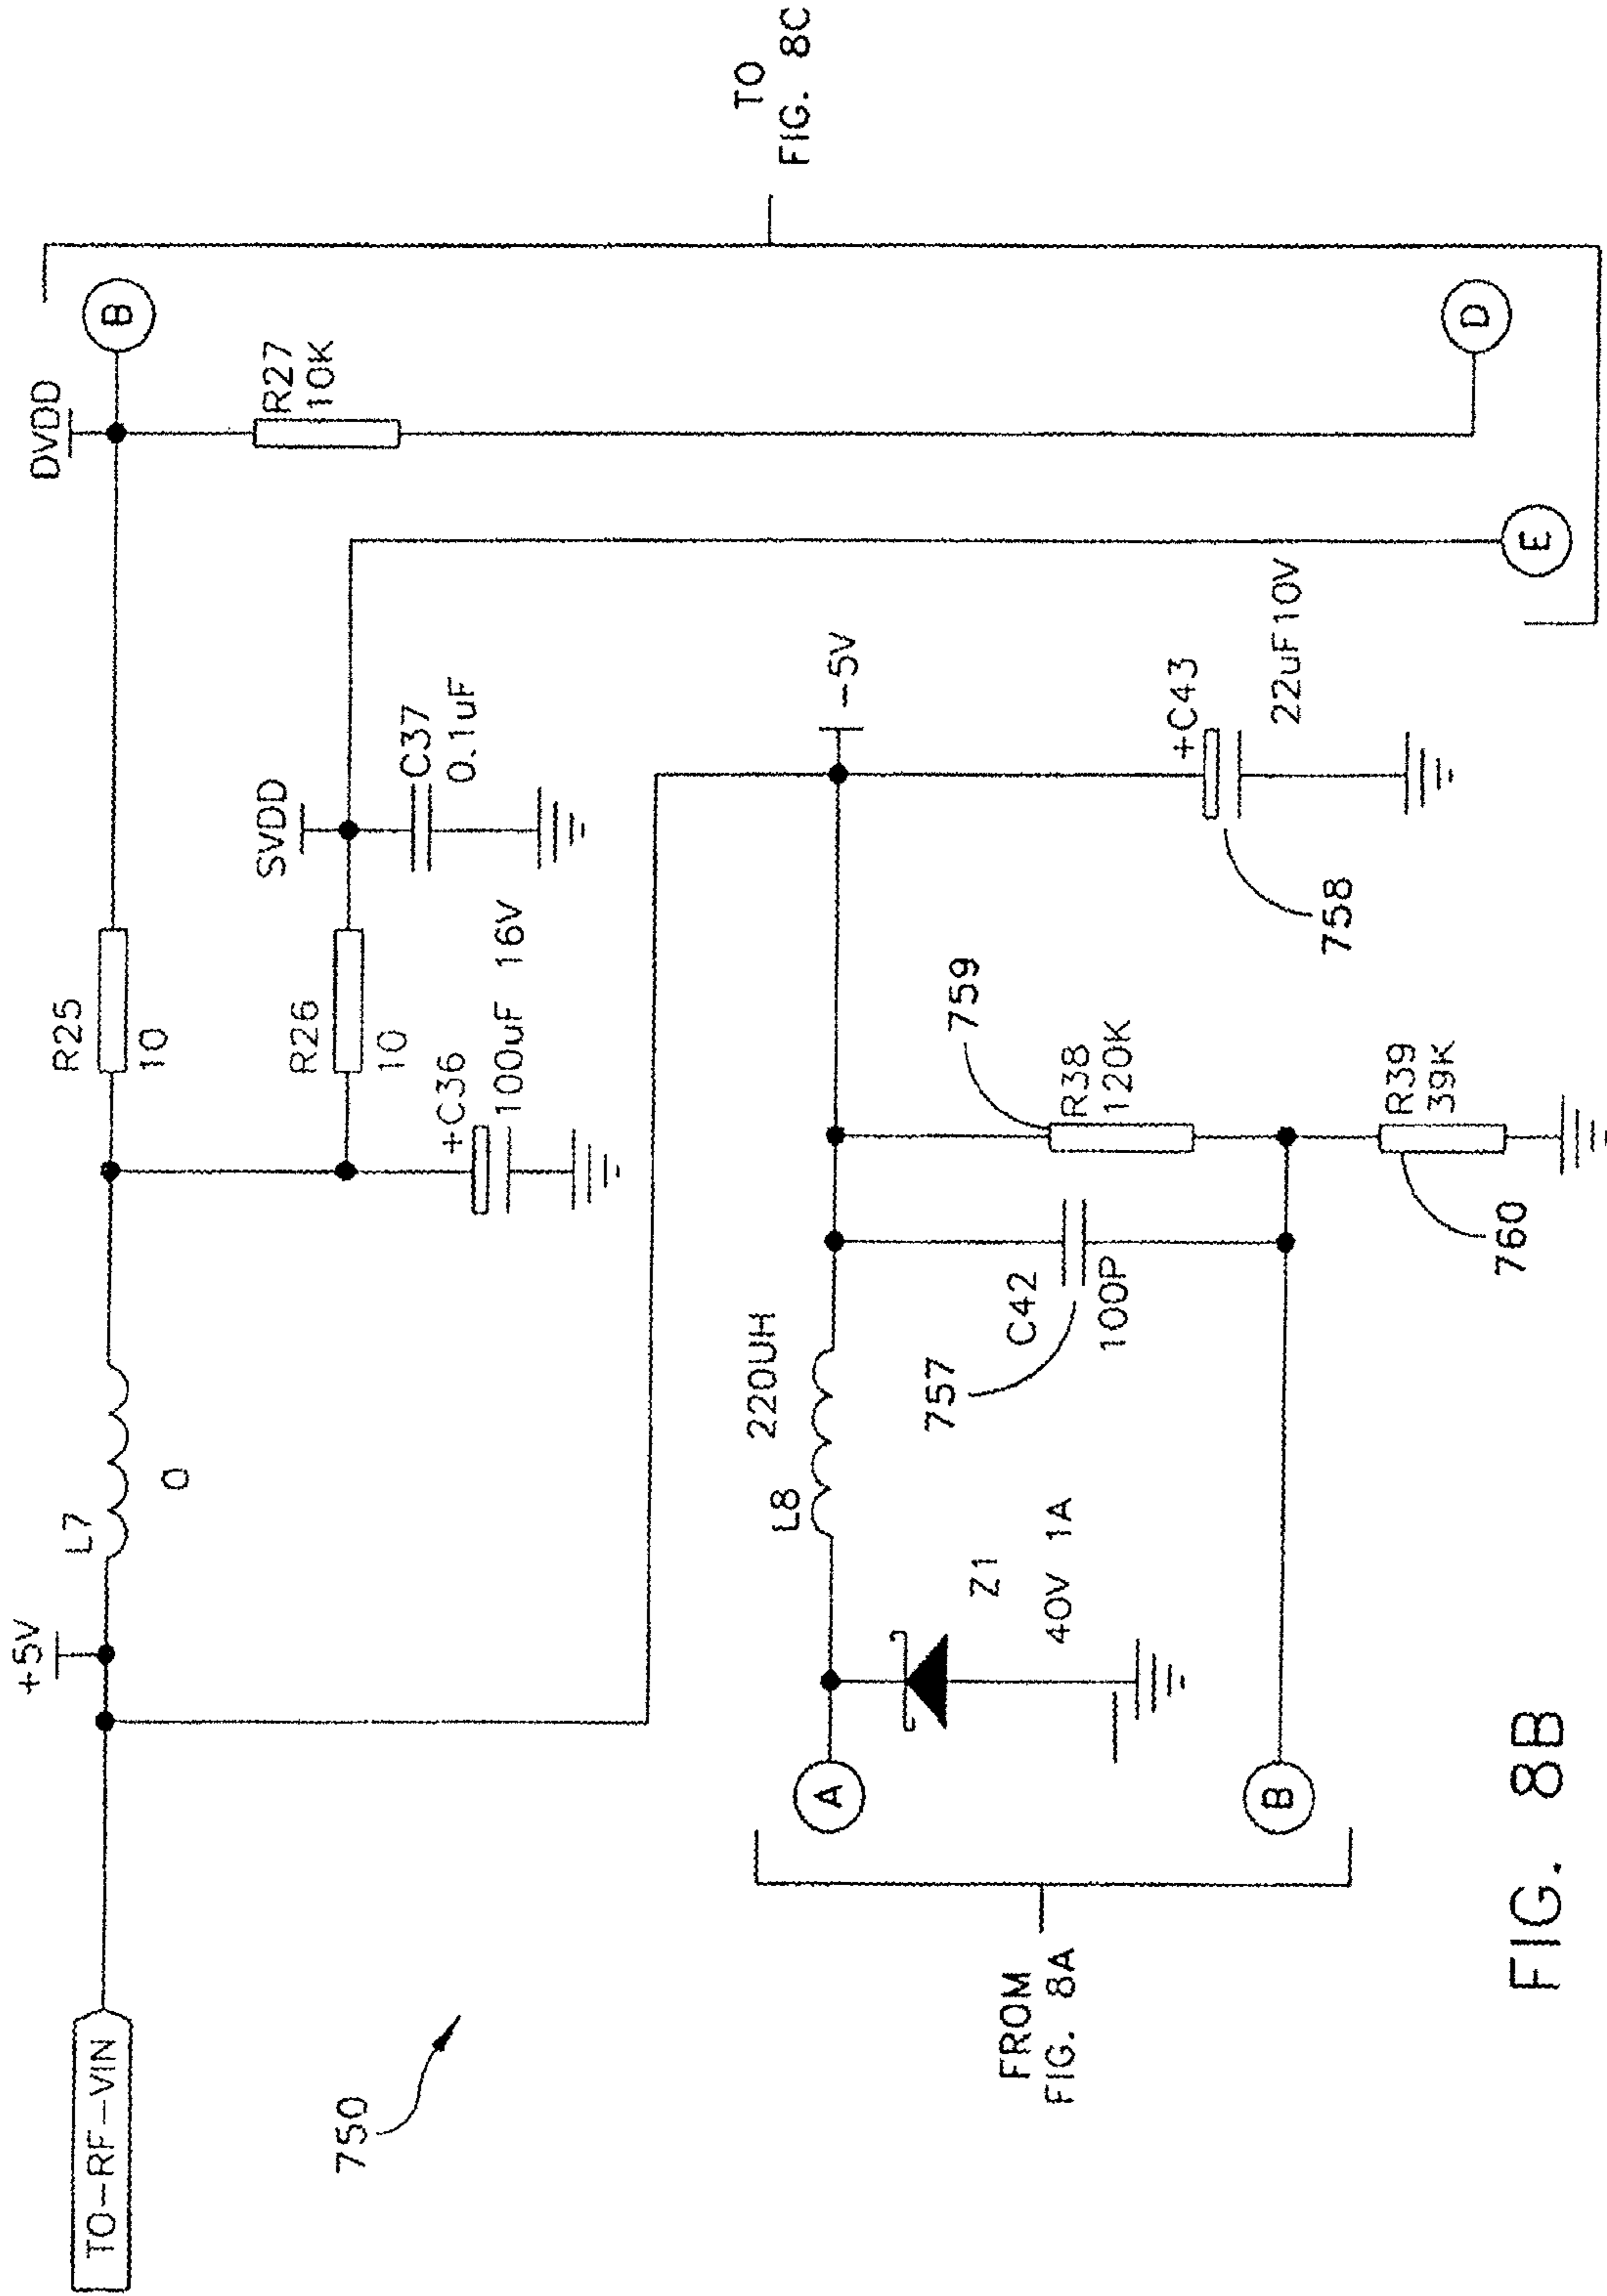 TO-RF-VIN
+5V
L7
0
R25
10
DVDD
B
R27
10K
R26
10
SVDD
+C36
100uF 16V
C37
0.1uF
TO
FIG. 8C
D
E
750
FROM
FIG. 8A
A
B
Z1
40V 1A
L8
220UH
757
C42
100P
759
R38
120K
R39
39K
760
-5V
+C43
22uF10V
758
FIG. 8B